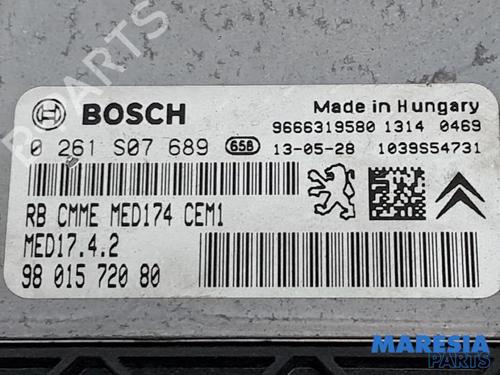 BOSCH
Made in Hungary
9666319580 1314 0469
0 261 S07 689 658 13-05-28 1039S54731
RB CMME MED174 CEM1
MED17.4.2
98 015 720 80
B-PARTS
MARESIA
PARTS